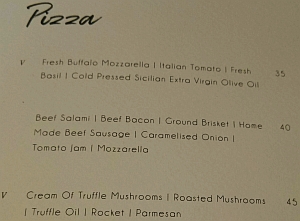 Pizza
V Fresh Buffalo Mozzarella | Italian Tomato | Fresh 35
Basil | Cold Pressed Sicilian Extra Virgin Olive Oil
Beef Salami | Beef Bacon | Ground Brisket | Home 40
Made Beef Sausage | Caramelised Onion |
Tomato Jam | Mozzarella
V Cream Of Truffle Mushrooms | Roasted Mushrooms 45
| Truffle Oil | Rocket | Parmesan